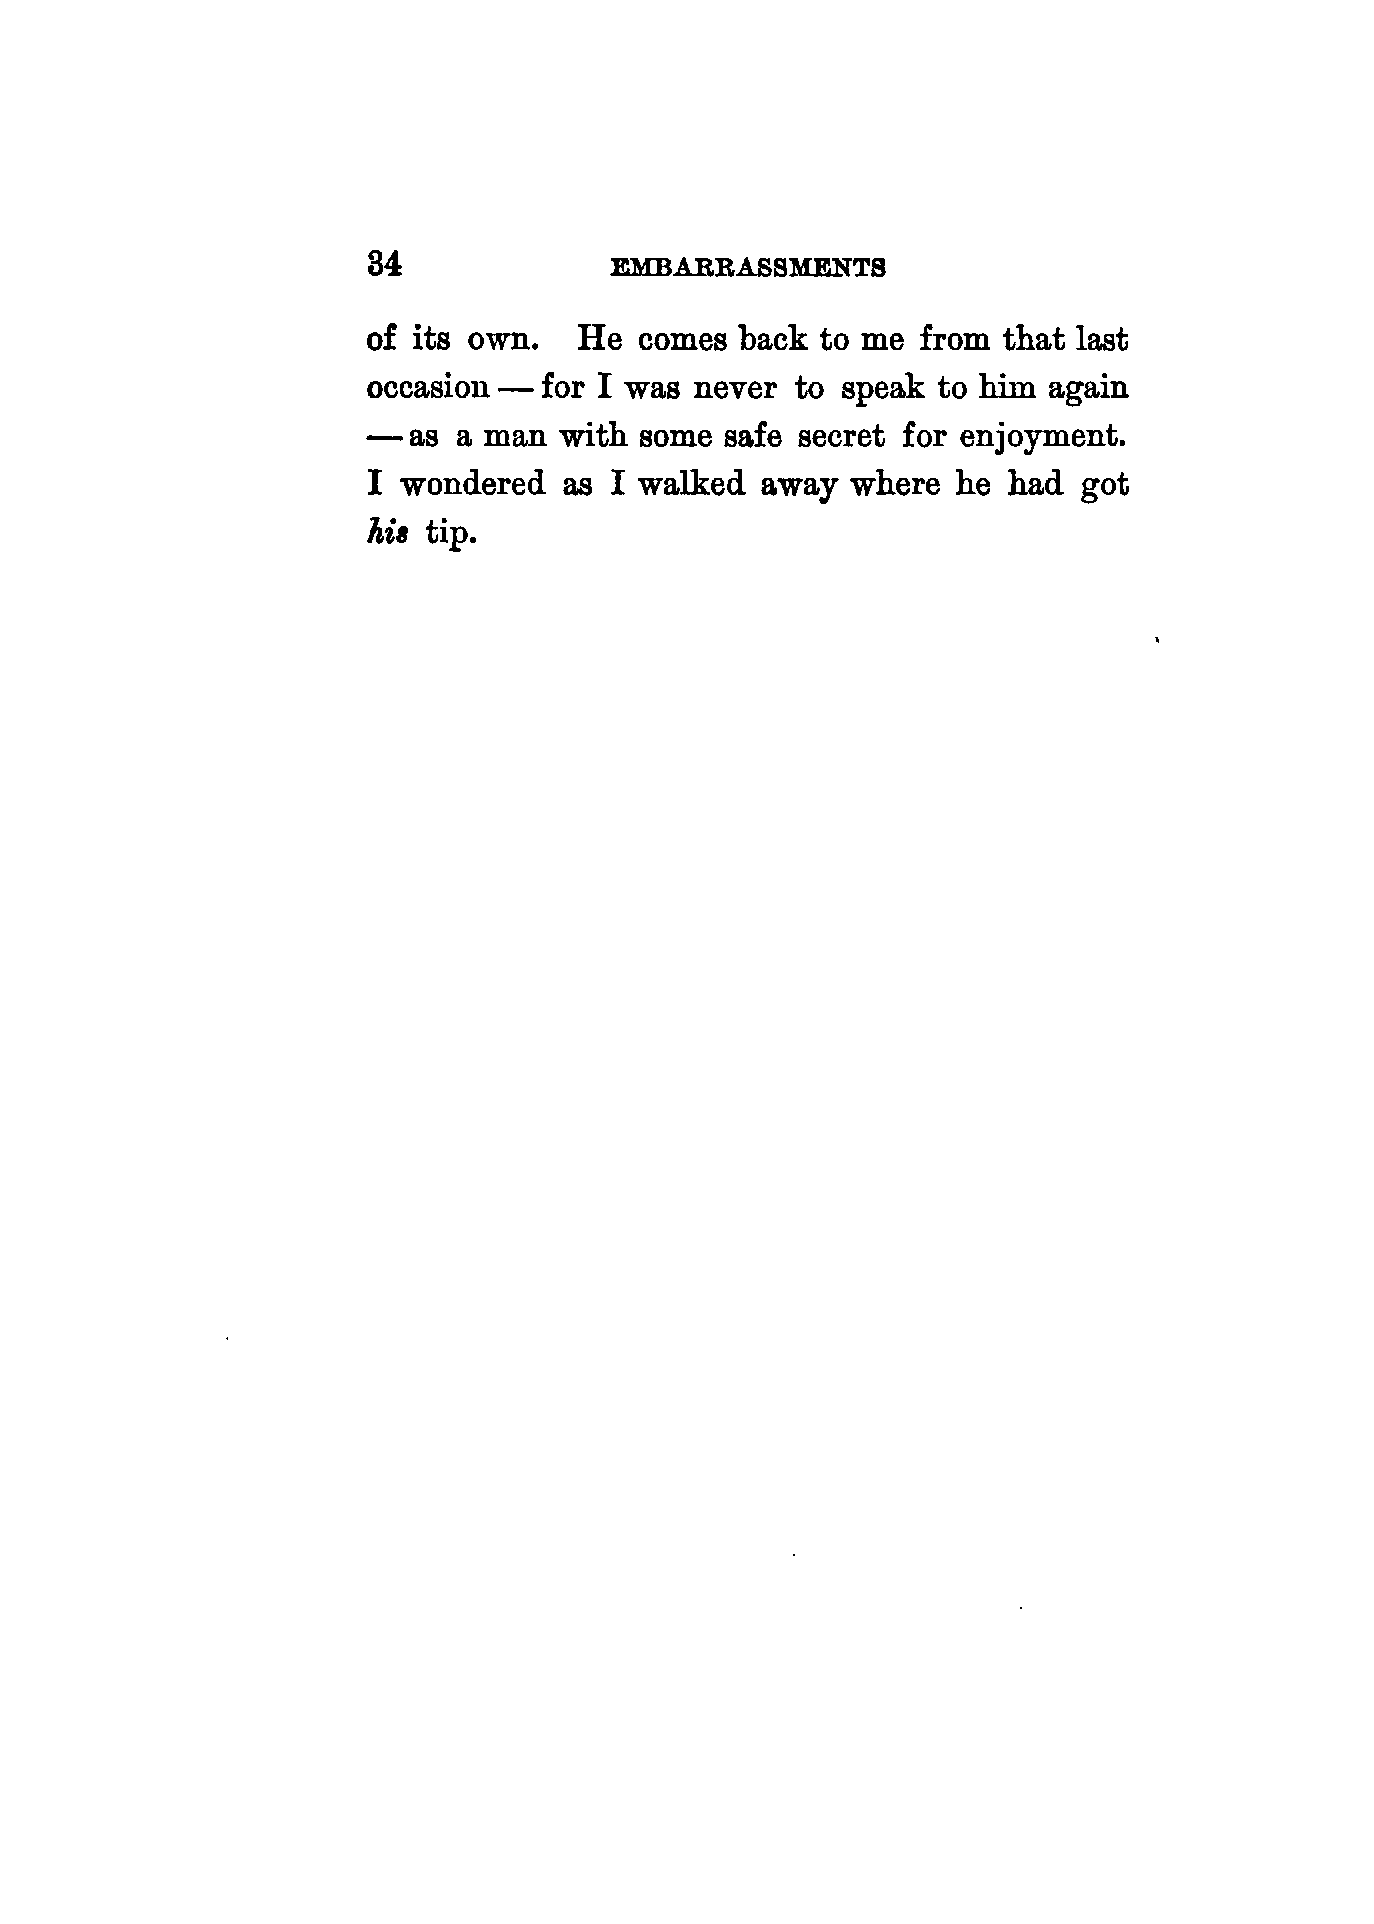 34 EMBARRASSMENTS
of its own. He comes back to me from that last
occasion — for I was never to speak to him again
— as a man with some safe secret for enjoyment.
I wondered as I walked away where he had got
his tip.